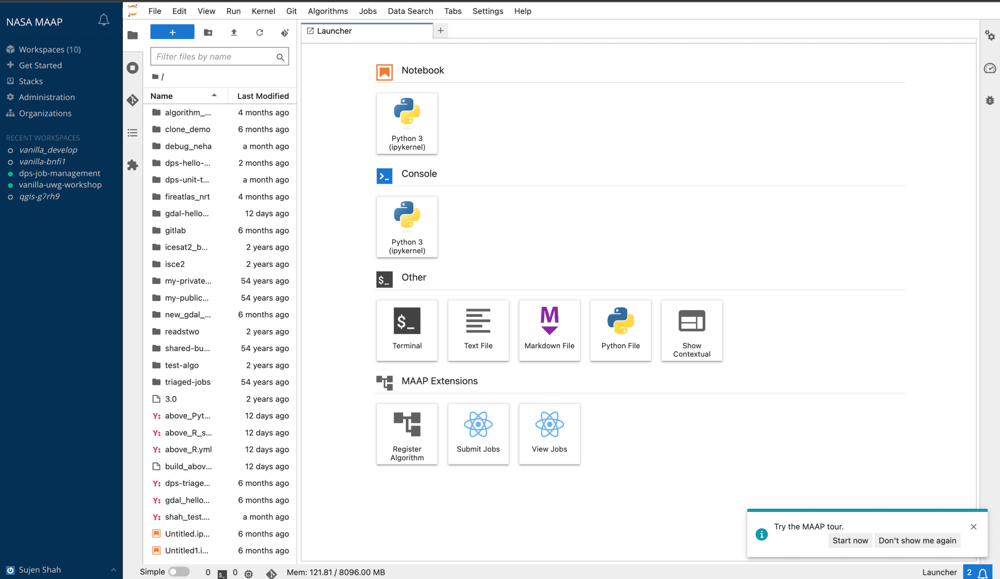 NASA MAAP
Workspaces (10)
Get Started
Stacks
Administration
Organizations
RECENT WORKSPACES
vanilla_develop
vanilla-bnfi1
dps-job-management
vanilla-uwg-workshop
qgis-g7rh9
Sujen Shah
File Edit View Run Kernel Git Algorithms Jobs Data Search Tabs Settings Help
+
Filter files by name
/
Name Last Modified
algorithm_... 4 months ago
clone_demo 6 months ago
debug_neha a month ago
dps-hello-... 2 months ago
dps-unit-t... a month ago
fireatlas_nrt 4 months ago
gdal-hello... 12 days ago
gitlab 6 months ago
icesat2_b... 2 years ago
isce2 2 years ago
my-private... 54 years ago
my-public... 54 years ago
new_gdal_... 6 months ago
readstwo 2 years ago
shared-bu... 54 years ago
test-algo 2 years ago
triaged-jobs 54 years ago
3.0 2 years ago
Y: above_Pyt... 12 days ago
Y: above_R_s... 12 days ago
Y: above_R.yml 12 days ago
build_abov... 12 days ago
Y: dps-triage... 6 months ago
Y: gdal_hello... 6 months ago
Y: shah_test.... a month ago
Untitled.ip... 6 months ago
Untitled1.i... 6 months ago
Launcher +
Notebook
Python 3
(ipykernel)
Console
Python 3
(ipykernel)
$_ Other
$_ M
Terminal Text File Markdown File Python File Show
Contextual
MAAP Extensions
Register
Algorithm
Submit Jobs View Jobs
Try the MAAP tour.
Start now Don't show me again
Simple 0 $_ 0 Mem: 121.81 / 8096.00 MB Launcher 2